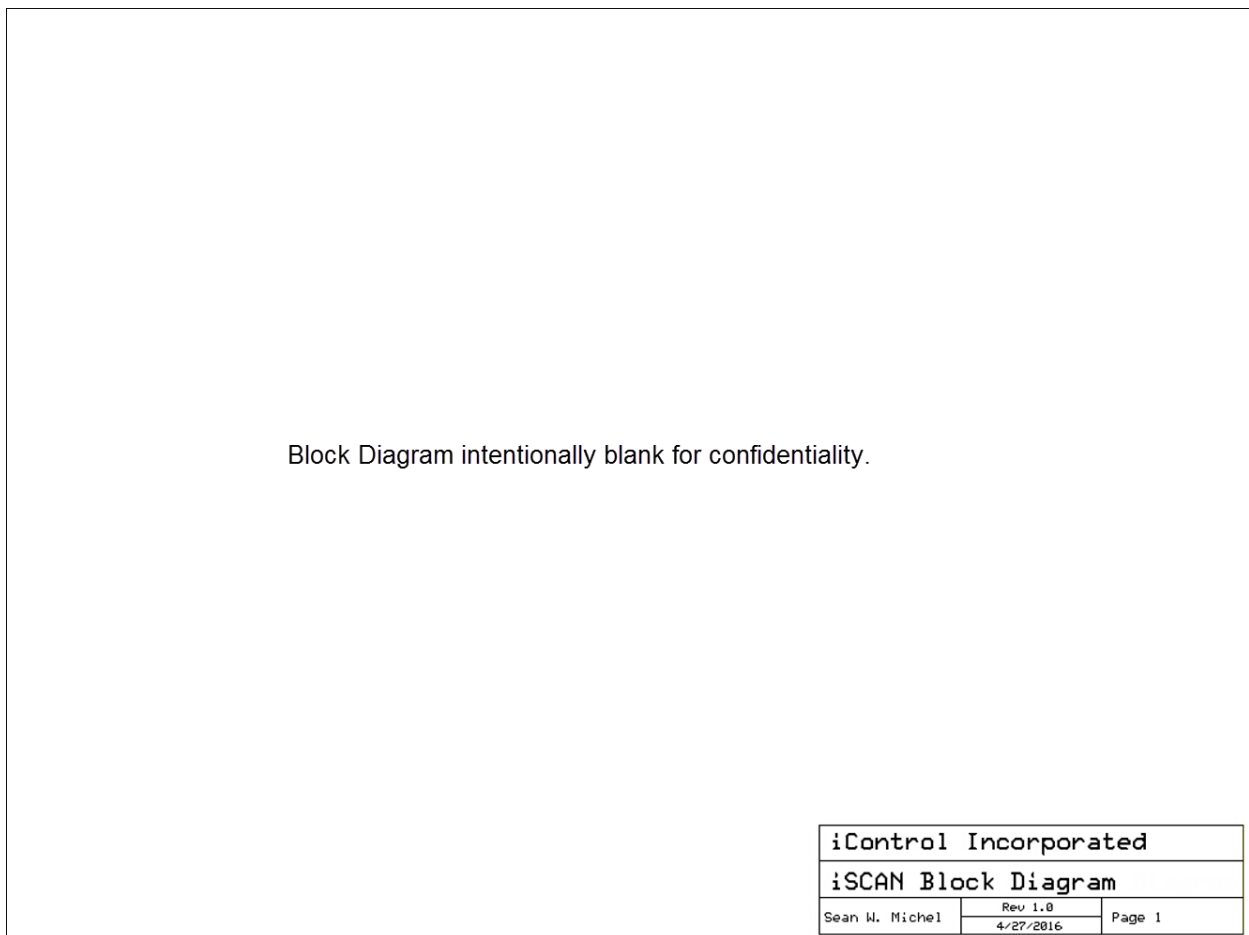 Block Diagram intentionally blank for confidentiality.
iControl Incorporated
iSCAN Block Diagram
Sean W. Michel
Rev 1.0
4/27/2016
Page 1